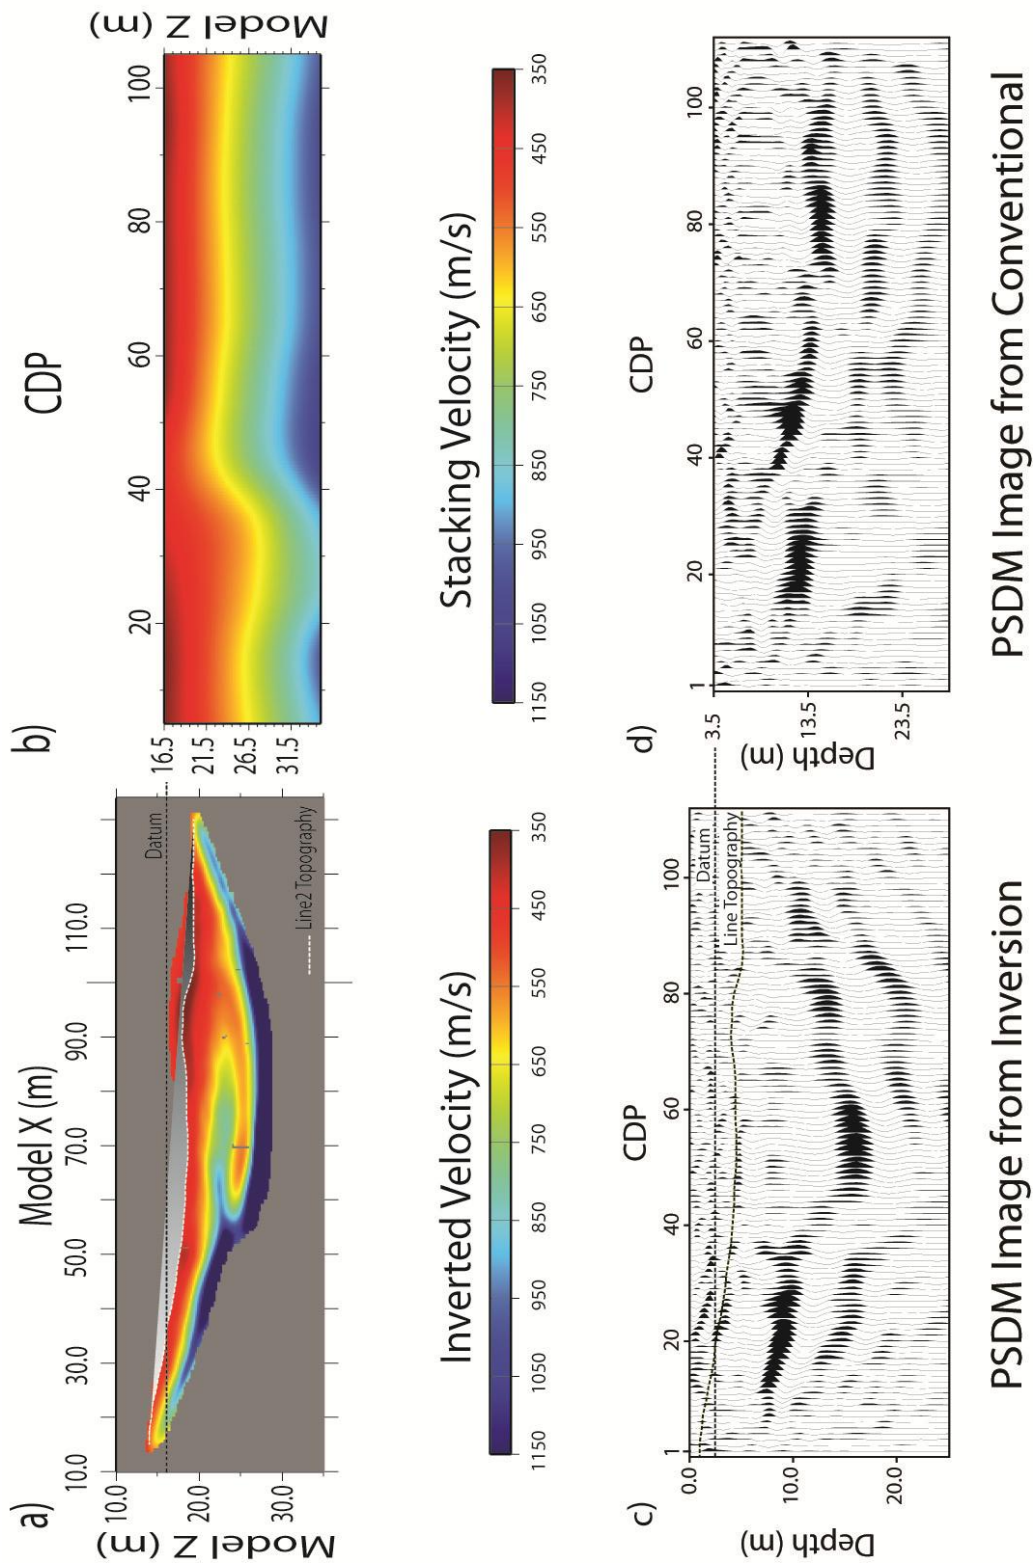 a)
Model X (m)
10.0 30.0 50.0 70.0 90.0 110.0
Model Z (m)
10.0
20.0
30.0
Datum
Line2 Topography
Inverted Velocity (m/s)
1150 1050 950 850 750 650 550 450 350
b)
CDP
20 40 60 80 100
16.5
21.5
26.5
31.5
Model Z (m)
Stacking Velocity (m/s)
1150 1050 950 850 750 650 550 450 350
c)
CDP
1 20 40 60 80 100
Depth (m)
0.0
10.0
20.0
Datum
Line Topography
PSDM Image from Inversion
d)
CDP
1 20 40 60 80 100
Depth (m)
3.5
13.5
23.5
PSDM Image from Conventional